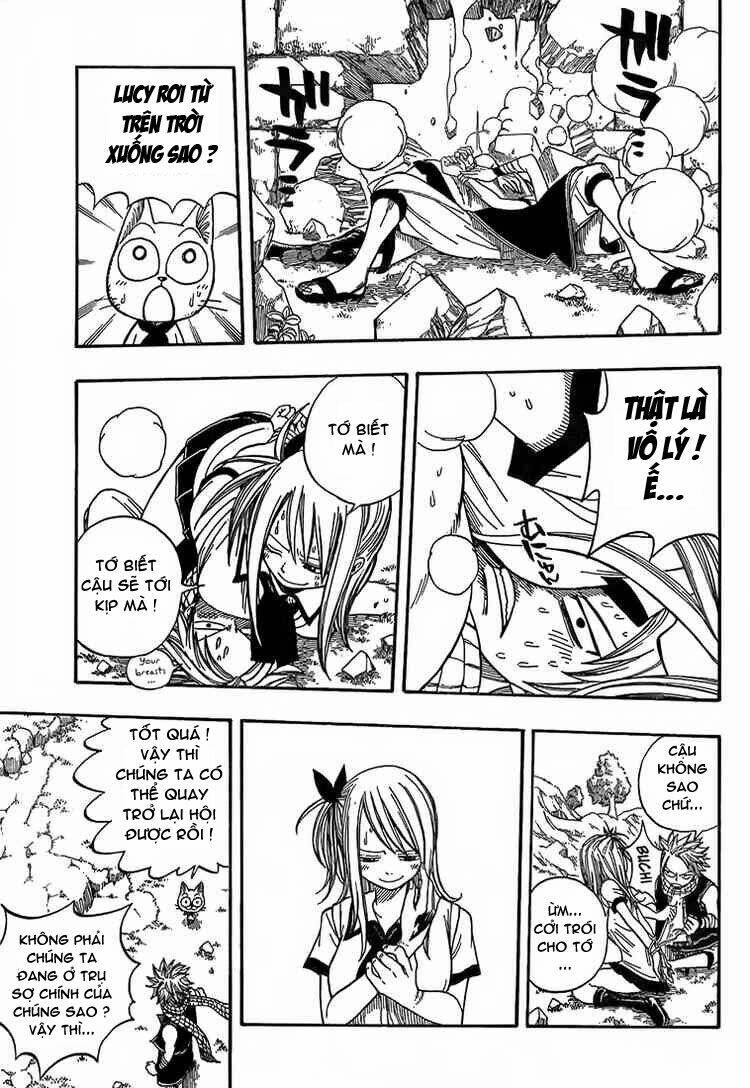 LUCY RƠI TỪ
TRÊN TRỜI
XUỐNG SAO ?
THẬT LÀ
VÔ LÝ !
Ế...
TỚ BIẾT
MÀ !
TỚ BIẾT
CẬU SẼ TỚI
KỊP MÀ !
Your
breasts
...
CẬU
KHÔNG
SAO
CHỨ...
BUCHI
ỪM...
CỞI TRÓI
CHO TỚ
...
TỐT QUÁ !
VẬY THÌ
CHÚNG TA CÓ
THỂ QUAY
TRỞ LẠI HỘI
ĐƯỢC RỒI !
KHÔNG PHẢI
CHÚNG TA
ĐANG Ở TRỤ
SỢ CHÍNH CỦA
CHÚNG SAO ?
VẬY THÌ...